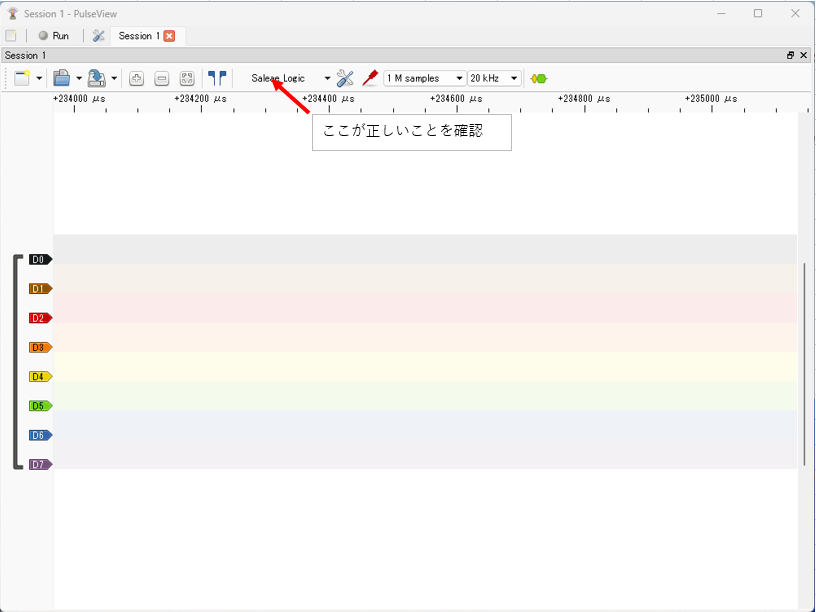 Session 1 - PulseView
Run
Session 1
Session 1
Saleae Logic
1 M samples
20 kHz
+234000 μs
+234200 μs
+234400 μs
+234600 μs
+234800 μs
+235000 μs
ここが正しいことを確認
D0
D1
D2
D3
D4
D5
D6
D7